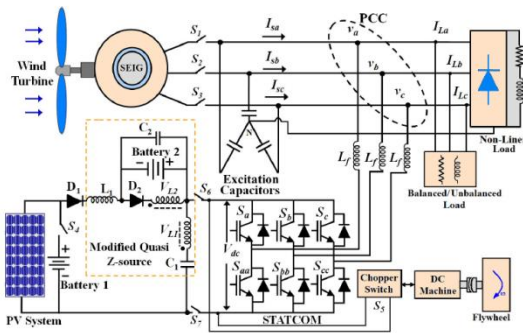 S1
Isa
va
PCC
ILa
Wind
Turbine
SEIG
S2
Isb
vb
ILb
S3
Isc
vc
ILc
N
C2
Battery 2
Excitation
Capacitors
Lf
Lf
Lf
Non-Linear
Load
Balanced/Unbalanced
Load
D1
L1
D2
VL2
S6
S4
VL1
Modified Quasi
Z-source
C1
Battery 1
PV System
Vdc
Sa
Sb
Sc
Saa
Sbb
Scc
S7
STATCOM
Chopper
Switch
S5
DC
Machine
Flywheel